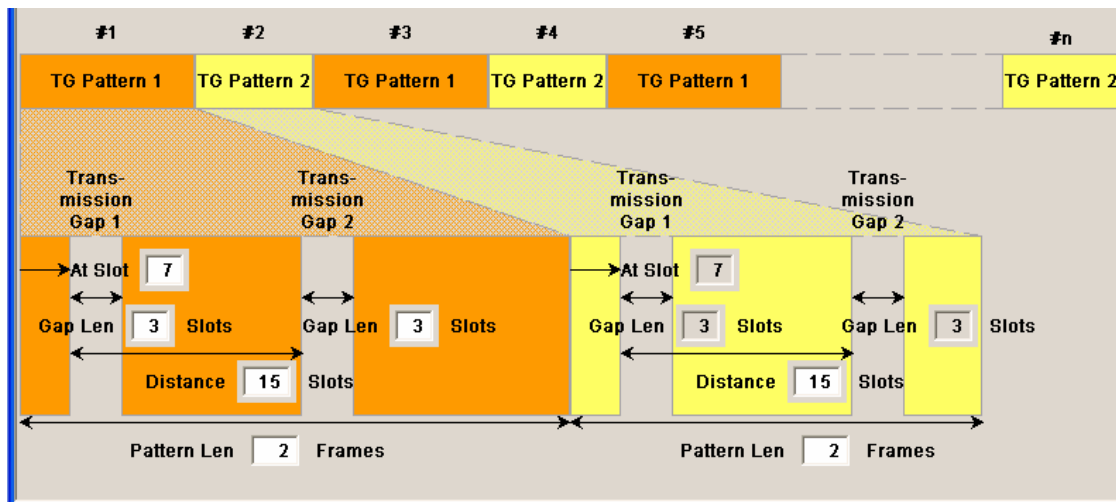 #1 #2 #3 #4 #5 #n
TG Pattern 1 TG Pattern 2 TG Pattern 1 TG Pattern 2 TG Pattern 1 TG Pattern 2
Trans-
mission
Gap 1
Trans-
mission
Gap 2
Trans-
mission
Gap 1
Trans-
mission
Gap 2
At Slot 7 At Slot 7
Gap Len 3 Slots Gap Len 3 Slots Gap Len 3 Slots Gap Len 3 Slots
Distance 15 Slots Distance 15 Slots
Pattern Len 2 Frames Pattern Len 2 Frames